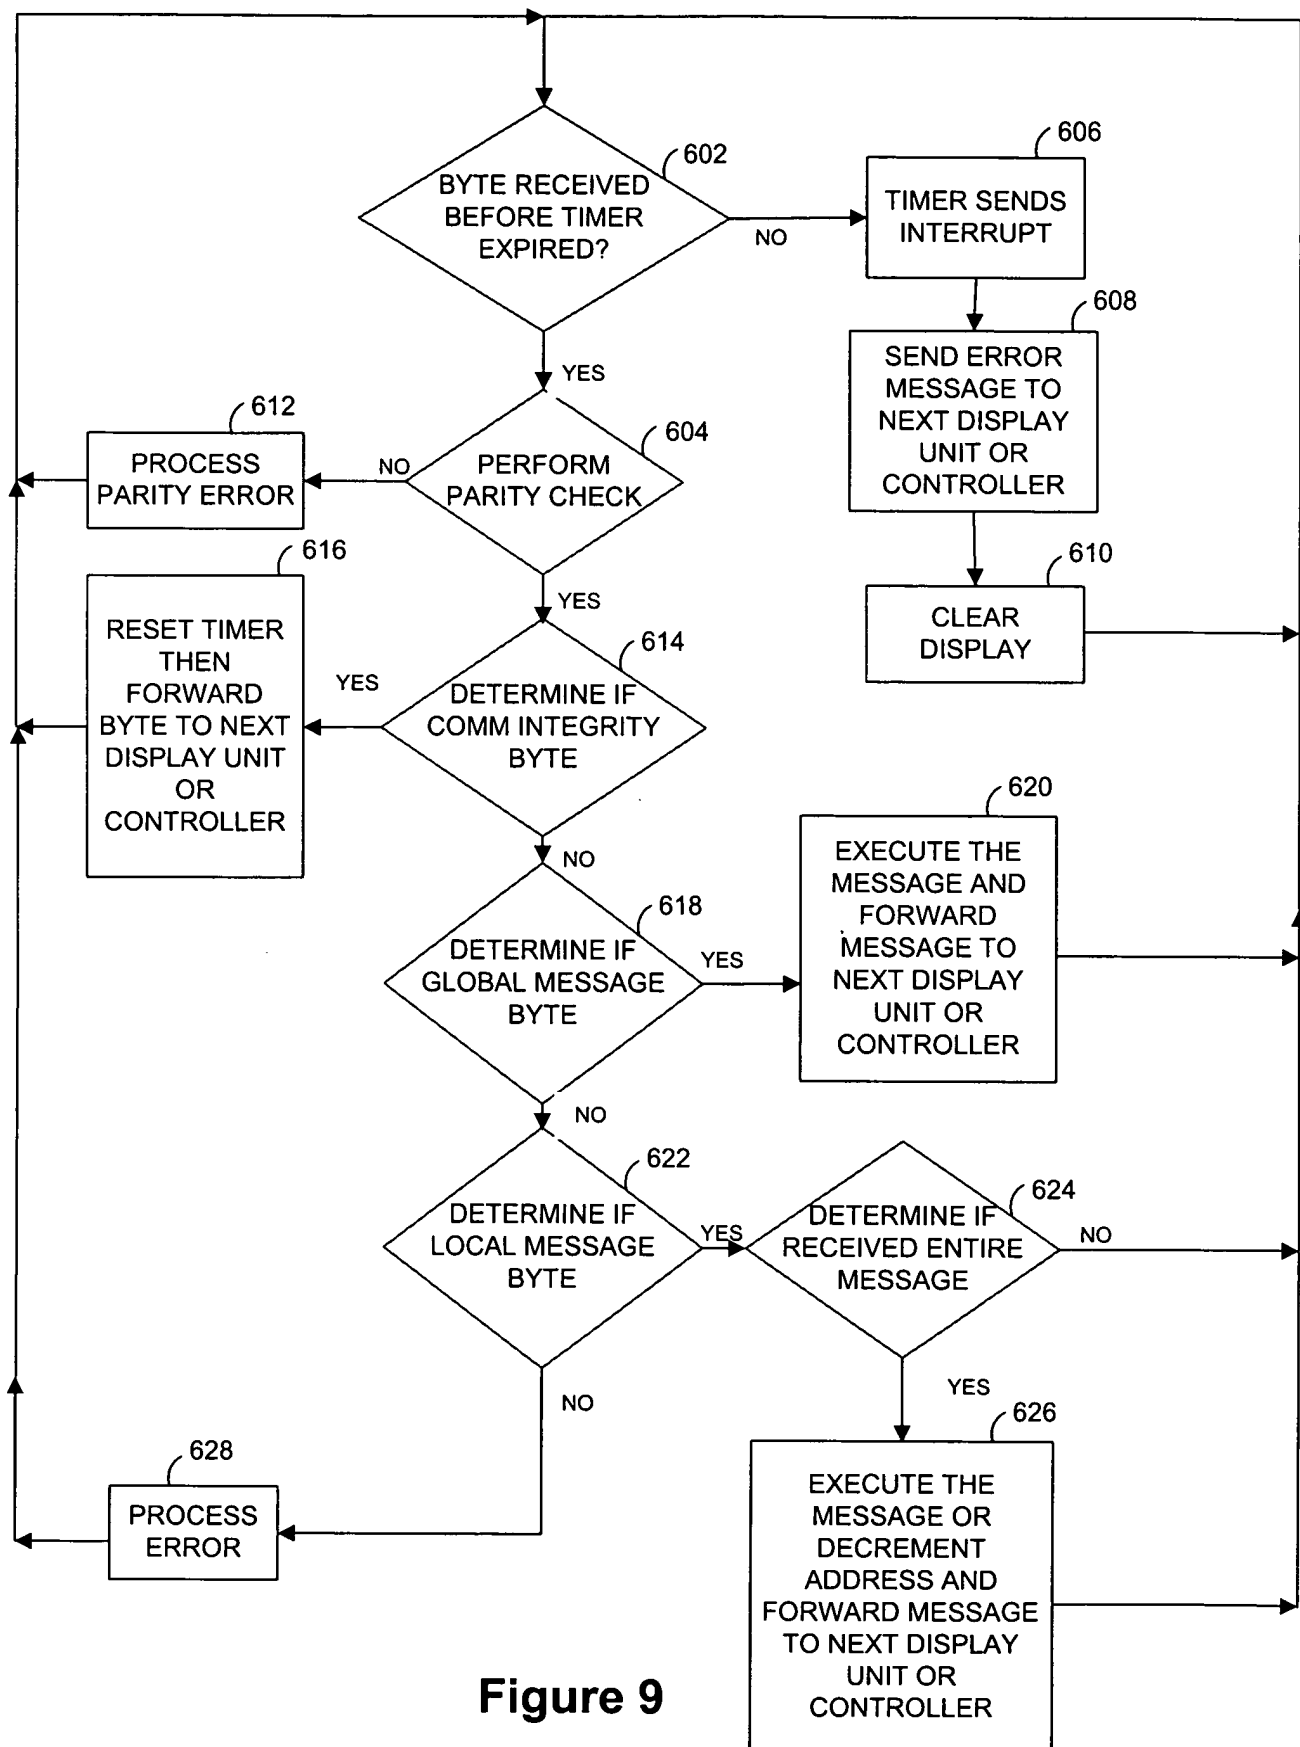 602
BYTE RECEIVED
BEFORE TIMER
EXPIRED?
NO
606
TIMER SENDS
INTERRUPT
608
SEND ERROR
MESSAGE TO
NEXT DISPLAY
UNIT OR
CONTROLLER
610
CLEAR
DISPLAY
YES
604
PERFORM
PARITY CHECK
NO
612
PROCESS
PARITY ERROR
YES
614
DETERMINE IF
COMM INTEGRITY
BYTE
YES
616
RESET TIMER
THEN
FORWARD
BYTE TO NEXT
DISPLAY UNIT
OR
CONTROLLER
NO
618
DETERMINE IF
GLOBAL MESSAGE
BYTE
YES
620
EXECUTE THE
MESSAGE AND
FORWARD
MESSAGE TO
NEXT DISPLAY
UNIT OR
CONTROLLER
NO
622
DETERMINE IF
LOCAL MESSAGE
BYTE
YES
624
DETERMINE IF
RECEIVED ENTIRE
MESSAGE
NO
YES
626
EXECUTE THE
MESSAGE OR
DECREMENT
ADDRESS AND
FORWARD MESSAGE
TO NEXT DISPLAY
UNIT OR
CONTROLLER
NO
628
PROCESS
ERROR
Figure 9